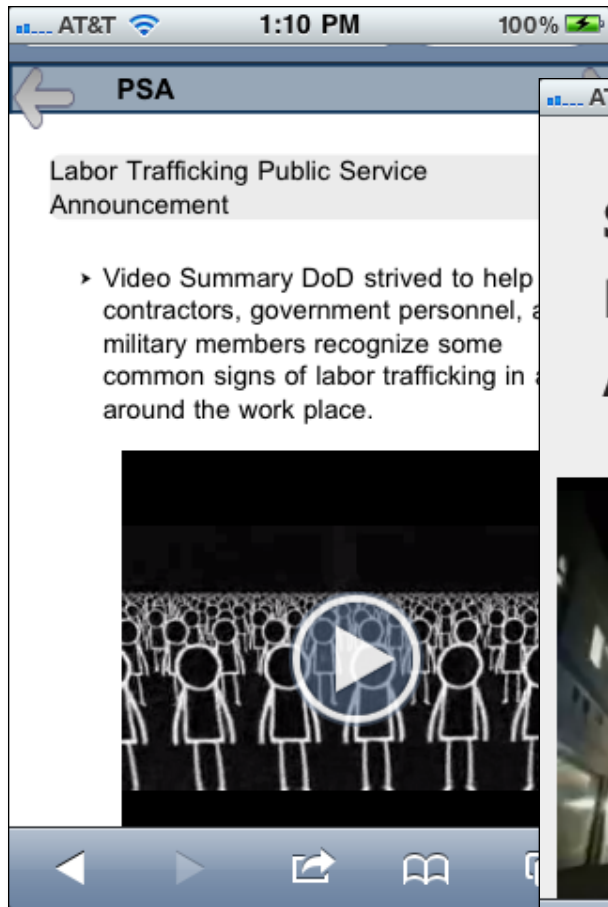 AT&T 1:10 PM 100%
PSA
Labor Trafficking Public Service
Announcement
➤ Video Summary DoD strived to help
contractors, government personnel,
military members recognize some
common signs of labor trafficking in
around the work place.